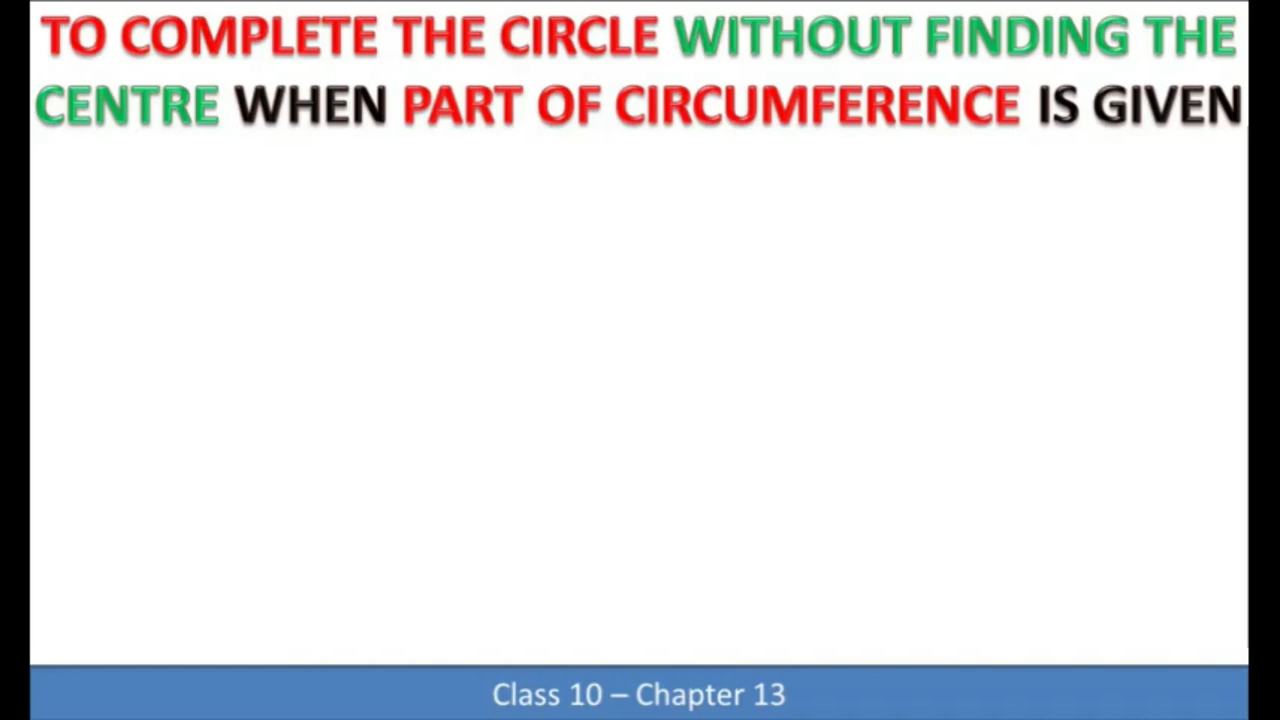 TO COMPLETE THE CIRCLE WITHOUT FINDING THE
CENTRE WHEN PART OF CIRCUMFERENCE IS GIVEN
Class 10 – Chapter 13